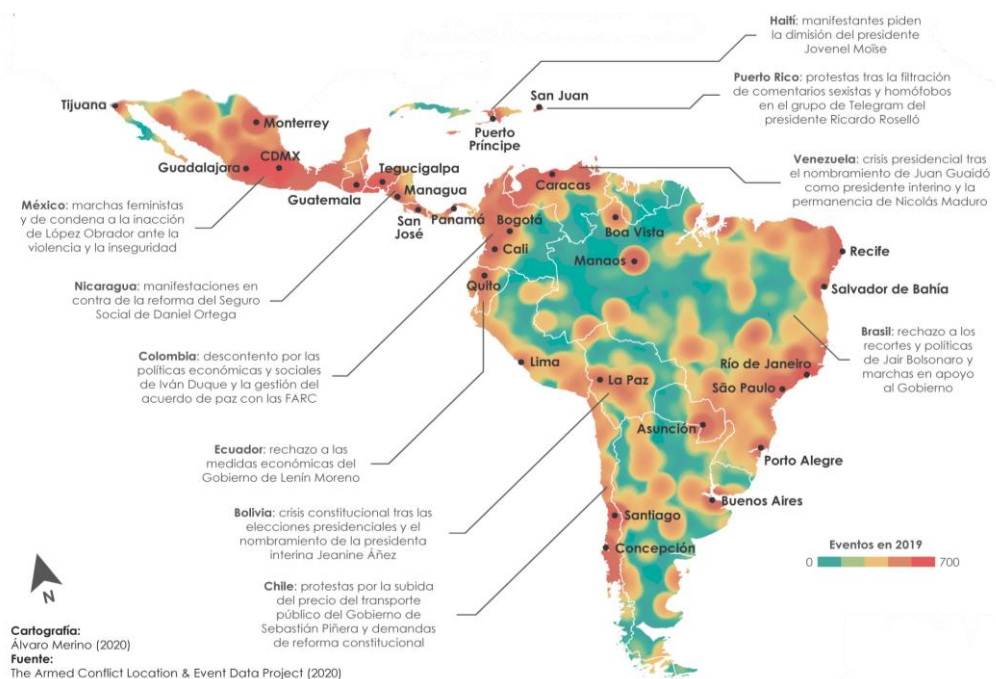 Haití: manifestantes piden
la dimisión del presidente
Jovenel Moïse
Puerto Rico: protestas tras la filtración
de comentarios sexistas y homófobos
en el grupo de Telegram del
presidente Ricardo Roselló
Venezuela: crisis presidencial tras
el nombramiento de Juan Guaidó
como presidente interino y la
permanencia de Nicolás Maduro
Tijuana
Monterrey
San Juan
Puerto
Príncipe
Guadalajara
CDMX
Tegucigalpa
Managua
Guatemala
San
José
Panamá
Caracas
Bogotá
Cali
Quito
Boa Vista
Manaos
Recife
Salvador de Bahía
México: marchas feministas
y de condena a la inacción
de López Obrador ante la
violencia y la inseguridad
Nicaragua: manifestaciones en
contra de la reforma del Seguro
Social de Daniel Ortega
Colombia: descontento por las
políticas económicas y sociales
de Iván Duque y la gestión del
acuerdo de paz con las FARC
Brasil: rechazo a los
recortes y políticas
de Jair Bolsonaro y
marchas en apoyo
al Gobierno
Lima
La Paz
Río de Janeiro
São Paulo
Asunción
Porto Alegre
Buenos Aires
Santiago
Concepción
Ecuador: rechazo a las
medidas económicas del
Gobierno de Lenín Moreno
Bolivia: crisis constitucional tras las
elecciones presidenciales y el
nombramiento de la presidenta
interina Jeanine Áñez
Chile: protestas por la subida
del precio del transporte
público del Gobierno de
Sebastián Piñera y demandas
de reforma constitucional
Eventos en 2019
0 700
N
Cartografía:
Álvaro Merino (2020)
Fuente:
The Armed Conflict Location & Event Data Project (2020)